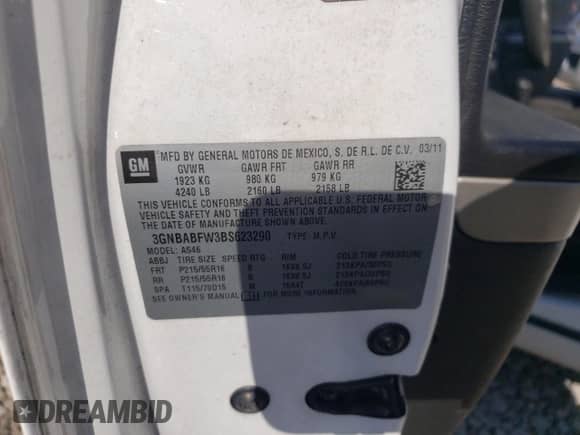 GM
MFD BY GENERAL MOTORS DE MEXICO, S. DE R.L. DE C.V. 03/11
GVWR GAWR FRT GAWR RR
1923 KG 980 KG 979 KG
4240 LB 2160 LB 2158 LB
THIS VEHICLE CONFORMS TO ALL APPLICABLE U.S. FEDERAL MOTOR
VEHICLE SAFETY, BUMPER, AND THEFT PREVENTION STANDARDS IN EFFECT ON
THE DATE OF MANUFACTURE SHOWN ABOVE.
3GNBABFW3BS623290 TYPE: M.P.V.
MODEL: AS46
TIRE SIZE SPEED RTG RIM COLD TIRE PRESSURE
FRT P215/55R16
RR P215/55R16
SPA T115/70D15 M
SEE OWNER'S MANUAL FOR MORE INFORMATION.
DREAMBID